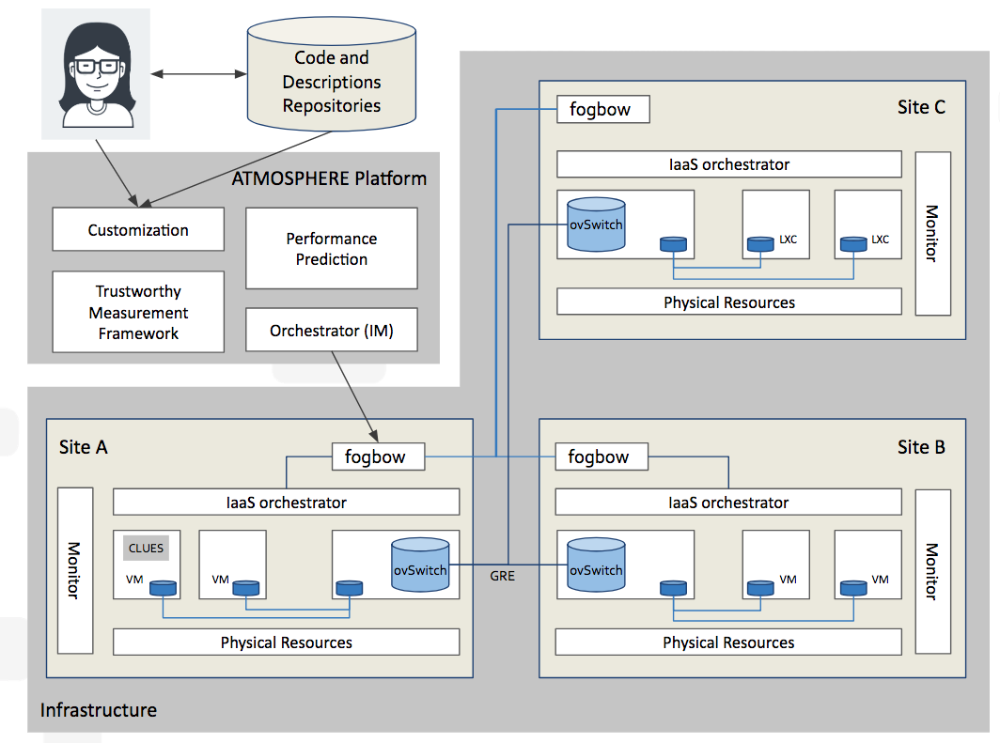 Code and
Descriptions
Repositories
ATMOSPHERE Platform
Customization
Performance
Prediction
Trustworthy
Measurement
Framework
Orchestrator (IM)
Site C
fogbow
IaaS orchestrator
ovSwitch
LXC
LXC
Monitor
Physical Resources
Site A
fogbow
IaaS orchestrator
Monitor
CLUES
VM
VM
ovSwitch
Physical Resources
GRE
Site B
fogbow
IaaS orchestrator
ovSwitch
VM
VM
Monitor
Physical Resources
Infrastructure